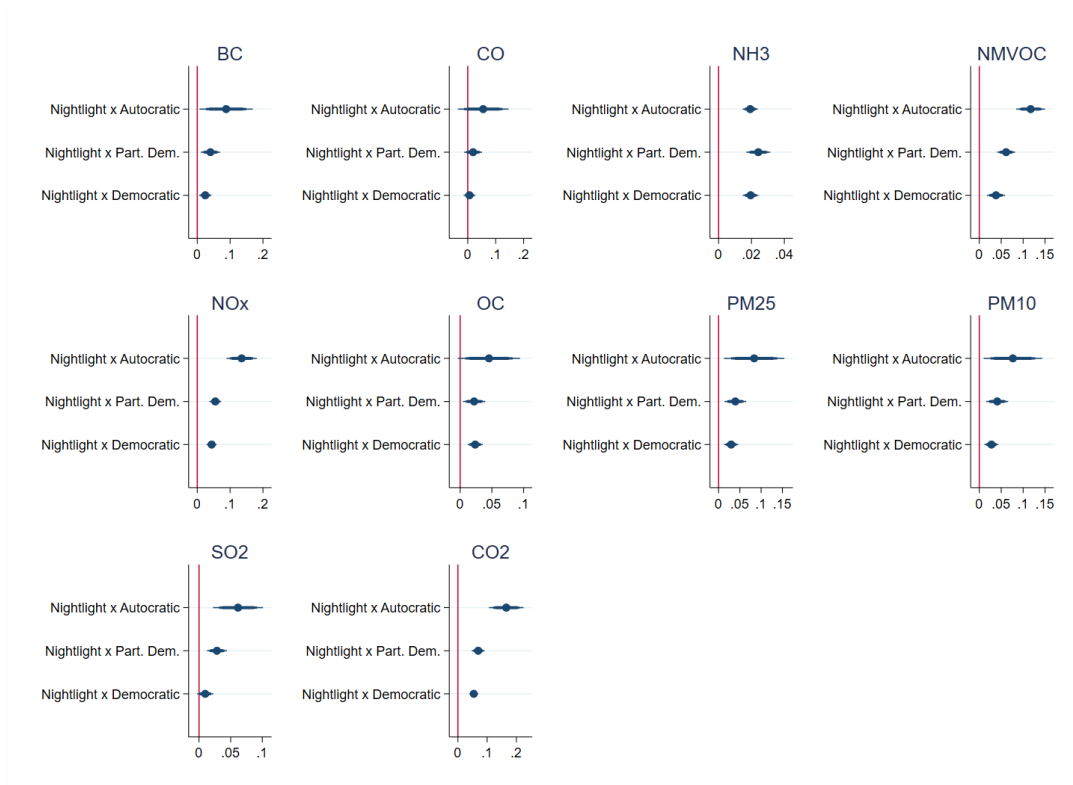 BC
Nightlight x Autocratic
Nightlight x Part. Dem.
Nightlight x Democratic
0 .1 .2
CO
Nightlight x Autocratic
Nightlight x Part. Dem.
Nightlight x Democratic
0 .1 .2
NH3
Nightlight x Autocratic
Nightlight x Part. Dem.
Nightlight x Democratic
0 .02 .04
NMVOC
Nightlight x Autocratic
Nightlight x Part. Dem.
Nightlight x Democratic
0 .05 .1 .15
NOx
Nightlight x Autocratic
Nightlight x Part. Dem.
Nightlight x Democratic
0 .1 .2
OC
Nightlight x Autocratic
Nightlight x Part. Dem.
Nightlight x Democratic
0 .05 .1
PM25
Nightlight x Autocratic
Nightlight x Part. Dem.
Nightlight x Democratic
0 .05 .1 .15
PM10
Nightlight x Autocratic
Nightlight x Part. Dem.
Nightlight x Democratic
0 .05 .1 .15
SO2
Nightlight x Autocratic
Nightlight x Part. Dem.
Nightlight x Democratic
0 .05 .1
CO2
Nightlight x Autocratic
Nightlight x Part. Dem.
Nightlight x Democratic
0 .1 .2